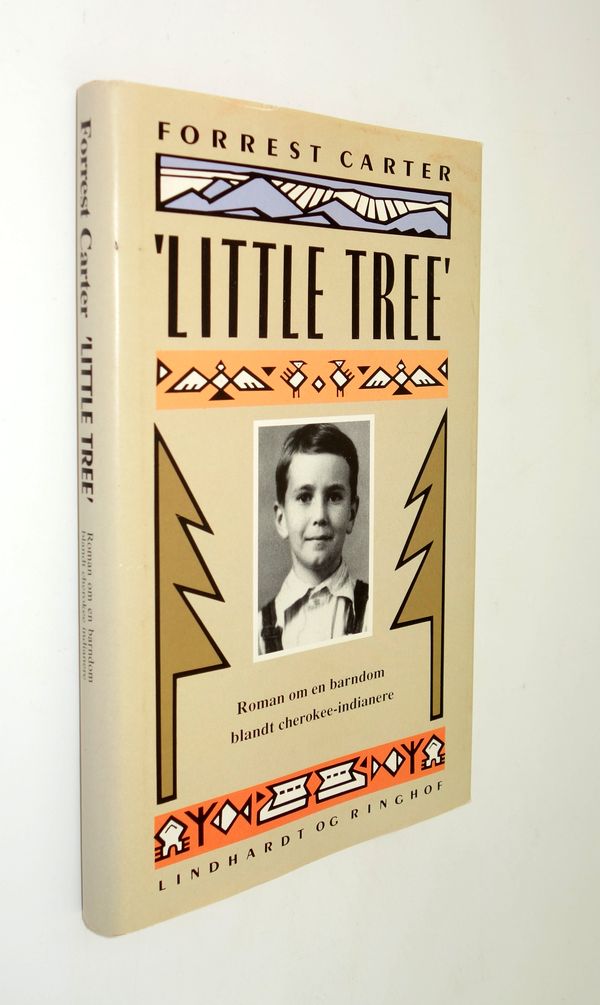 FORREST CARTER
'LITTLE TREE'
Roman om en barndom
blandt cherokee-indianere
LINDHARDT OG RINGHOF
Forrest Carter 'LITTLE TREE' Roman om en barndom
blandt cherokee-indianere